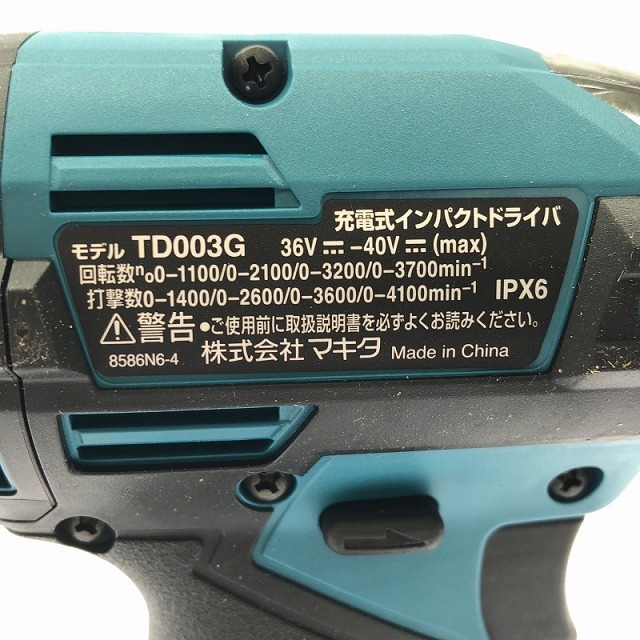 充電式インパクトドライバ
モデル TD003G 36V⎓-40V⎓(max)
回転数n₀0-1100/0-2100/0-3200/0-3700min⁻¹
打撃数0-1400/0-2600/0-3600/0-4100min⁻¹ IPX6
⚠警告 ●ご使用前に取扱説明書を必ずよくお読みください。
8586N6-4 株式会社 マキタ Made in China